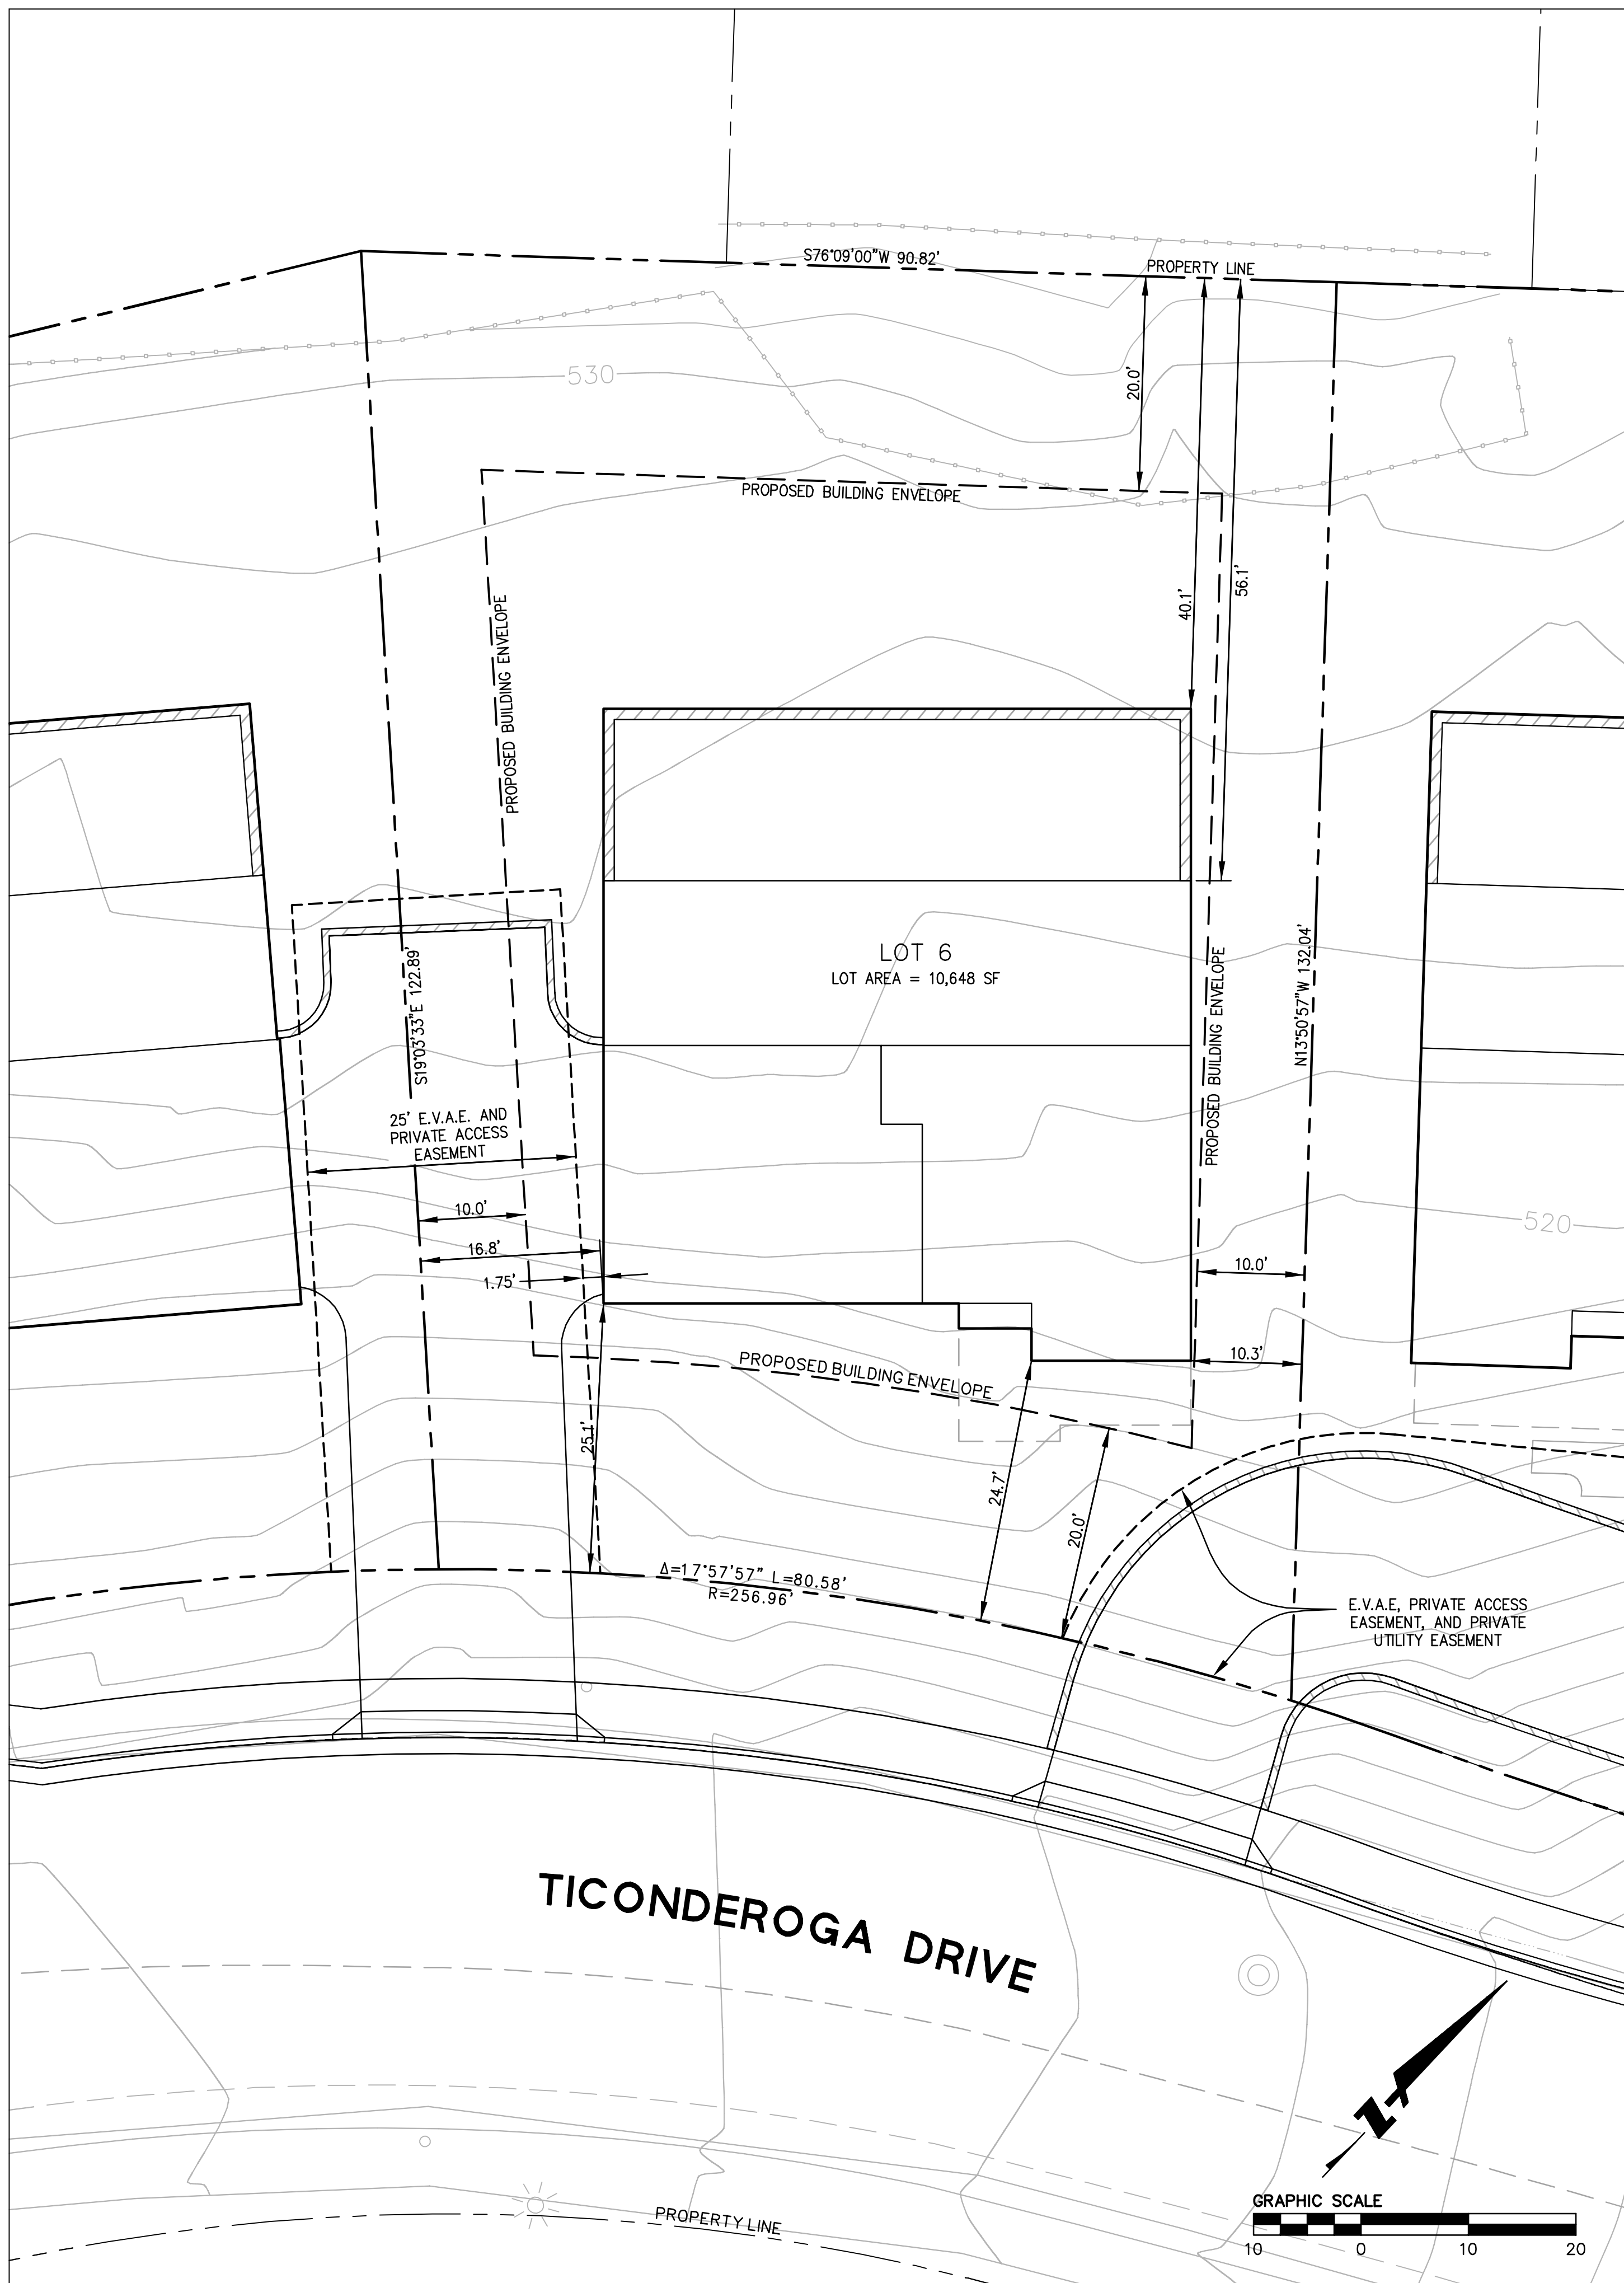 S76°09'00"W 90.82'
PROPERTY LINE
530
20.0'
PROPOSED BUILDING ENVELOPE
40.1'
56.1'
PROPOSED BUILDING ENVELOPE
LOT 6
LOT AREA = 10,648 SF
S19°03'33"E 122.89'
PROPOSED BUILDING ENVELOPE
N13°50'57"W 132.04'
25' E.V.A.E. AND
PRIVATE ACCESS
EASEMENT
10.0'
16.8'
1.75'
520
10.0'
10.3'
PROPOSED BUILDING ENVELOPE
25.1'
24.7'
20.0'
Δ=17°57'57" L=80.58'
R=256.96'
E.V.A.E, PRIVATE ACCESS
EASEMENT, AND PRIVATE
UTILITY EASEMENT
TICONDEROGA DRIVE
Z
PROPERTY LINE
GRAPHIC SCALE
10 0 10 20